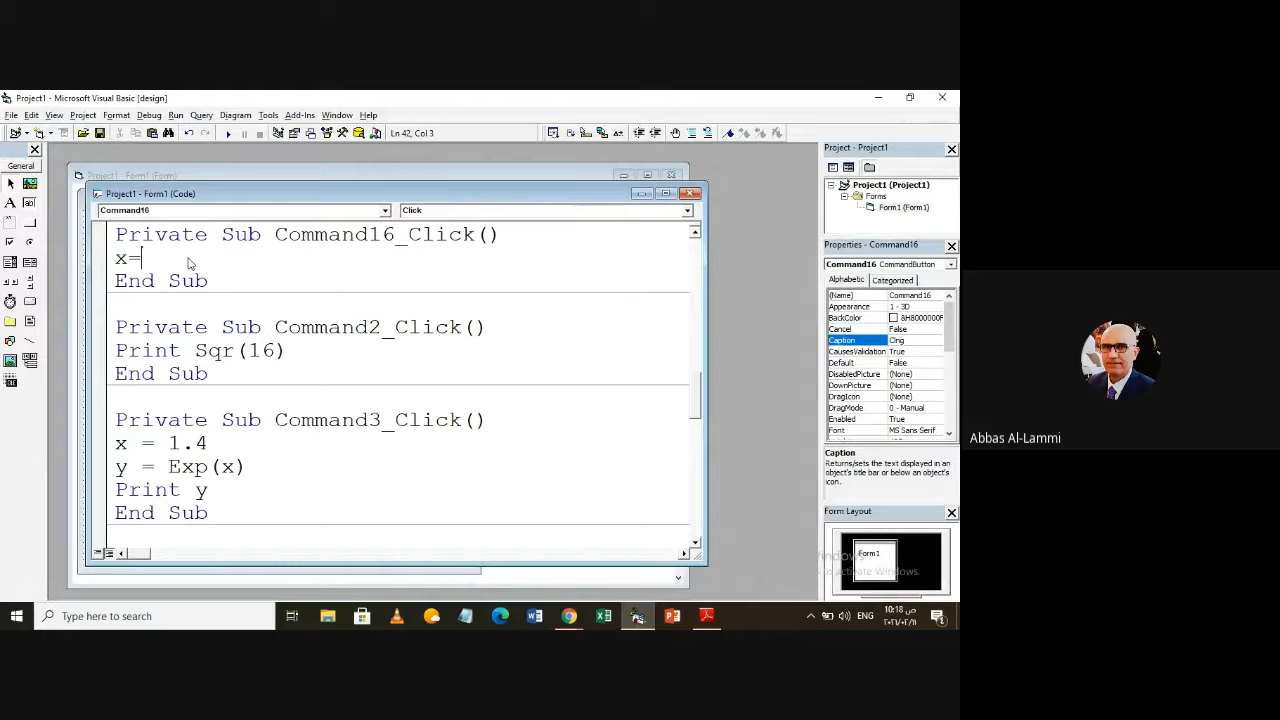 Project1 - Microsoft Visual Basic [design]
File Edit View Project Format Debug Run Query Diagram Tools Add-Ins Window Help
Ln 42, Col 3
General
Project1 - Form1 (Form)
Project1 - Form1 (Code)
Command16 Click
Private Sub Command16_Click()
x=
End Sub
Private Sub Command2_Click()
Print Sqr(16)
End Sub
Private Sub Command3_Click()
x = 1.4
y = Exp(x)
Print y
End Sub
Project - Project1
Project1 (Project1)
Forms
Form1 (Form1)
Properties - Command16
Command16 CommandButton
Alphabetic Categorized
(Name) Command16
Appearance 1 - 3D
BackColor &H8000000F
Cancel False
Caption Clng
CausesValidation True
Default False
DisabledPicture (None)
DownPicture (None)
DragIcon (None)
DragMode 0 - Manual
Enabled True
Font MS Sans Serif
Caption
Returns/sets the text displayed in an
object's title bar or below an object's
icon.
Form Layout
Form1
Type here to search
ENG
10:18 ص
Abbas Al-Lammi